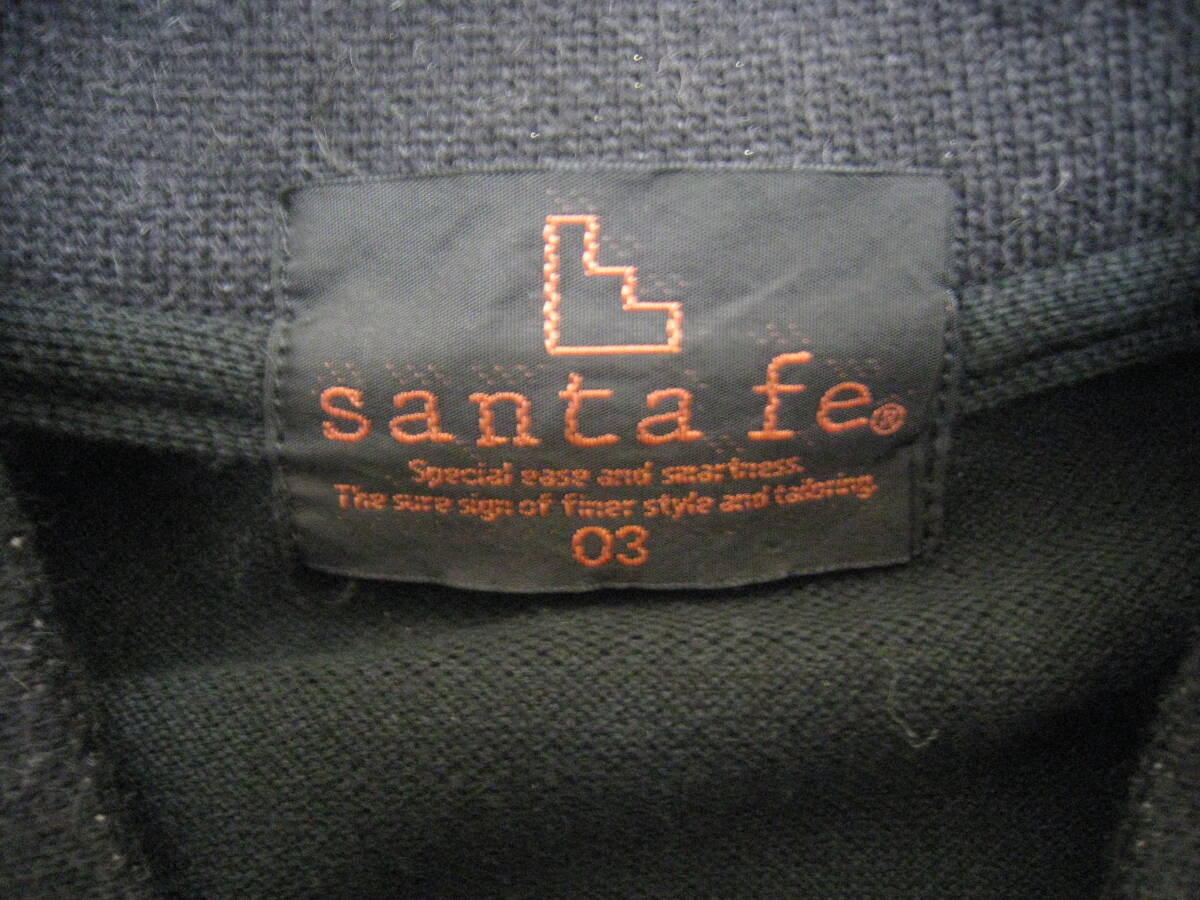 santa fe®
Special ease and smartness.
The sure sign of finer style and tailoring.
03